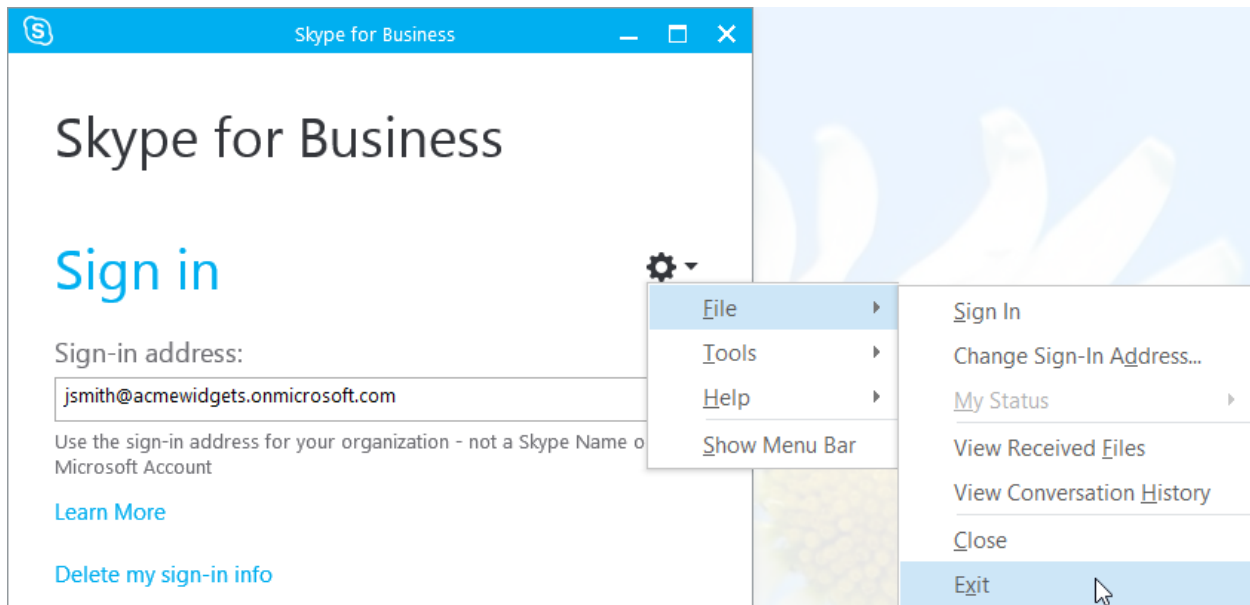 Skype for Business
Skype for Business
Sign in
File
Sign In
Sign-in address:
Tools
Change Sign-In Address...
jsmith@acmewidgets.onmicrosoft.com
Help
My Status
Use the sign-in address for your organization - not a Skype Name o
Show Menu Bar
View Received Files
Microsoft Account
View Conversation History
Learn More
Close
Delete my sign-in info
Exit